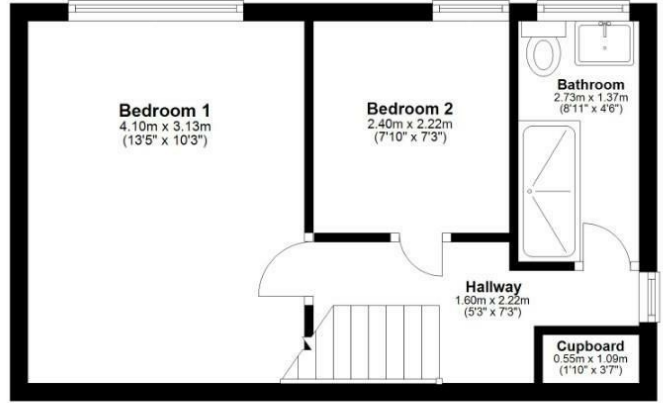 Bedroom 1
4.10m x 3.13m
(13'5" x 10'3")
Bedroom 2
2.40m x 2.22m
(7'10" x 7'3")
Bathroom
2.73m x 1.37m
(8'11" x 4'6")
Hallway
1.60m x 2.22m
(5'3" x 7'3")
Cupboard
0.55m x 1.09m
(1'10" x 3'7")